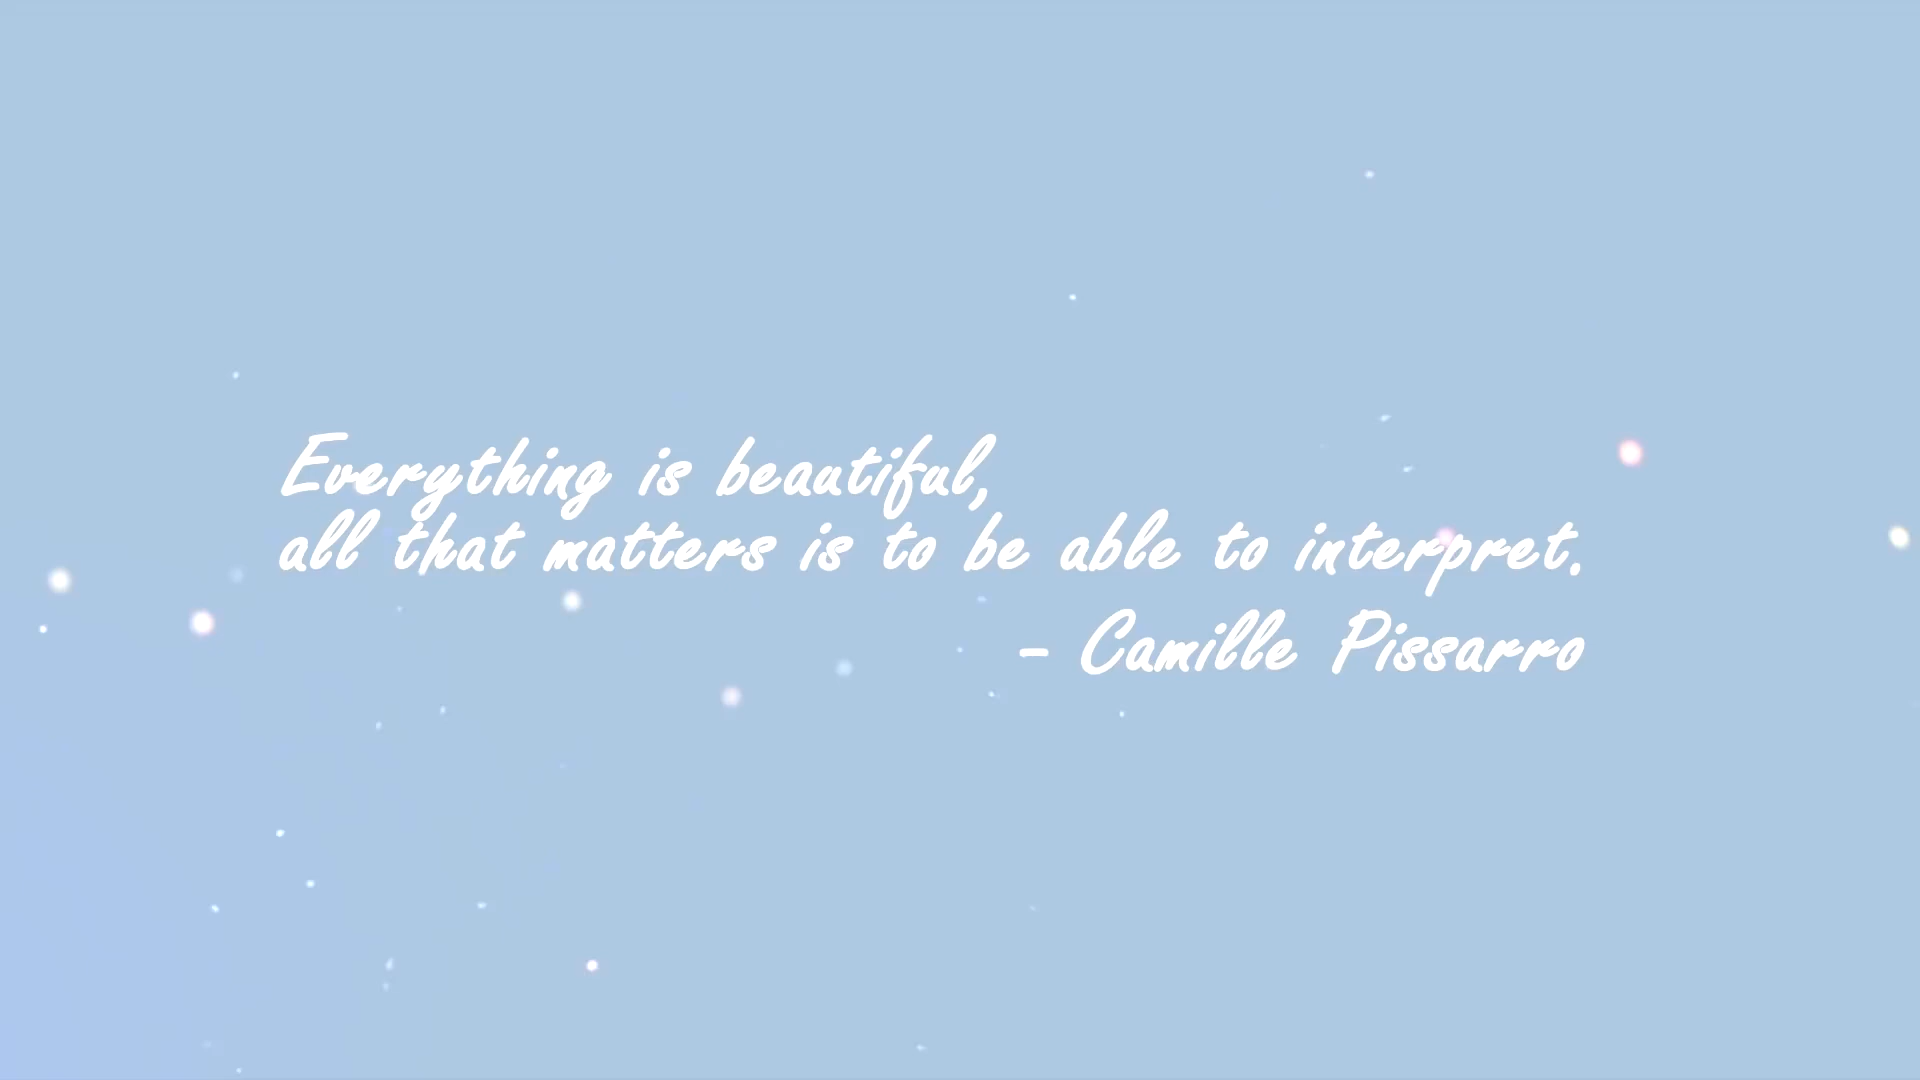 Everything is beautiful,
all that matters is to be able to interpret.
- Camille Pissarro